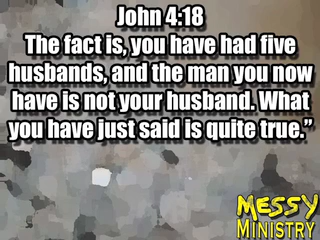 John 4:18
The fact is, you have had five
husbands, and the man you now
have is not your husband. What
you have just said is quite true.”
MESSY
MINISTRY